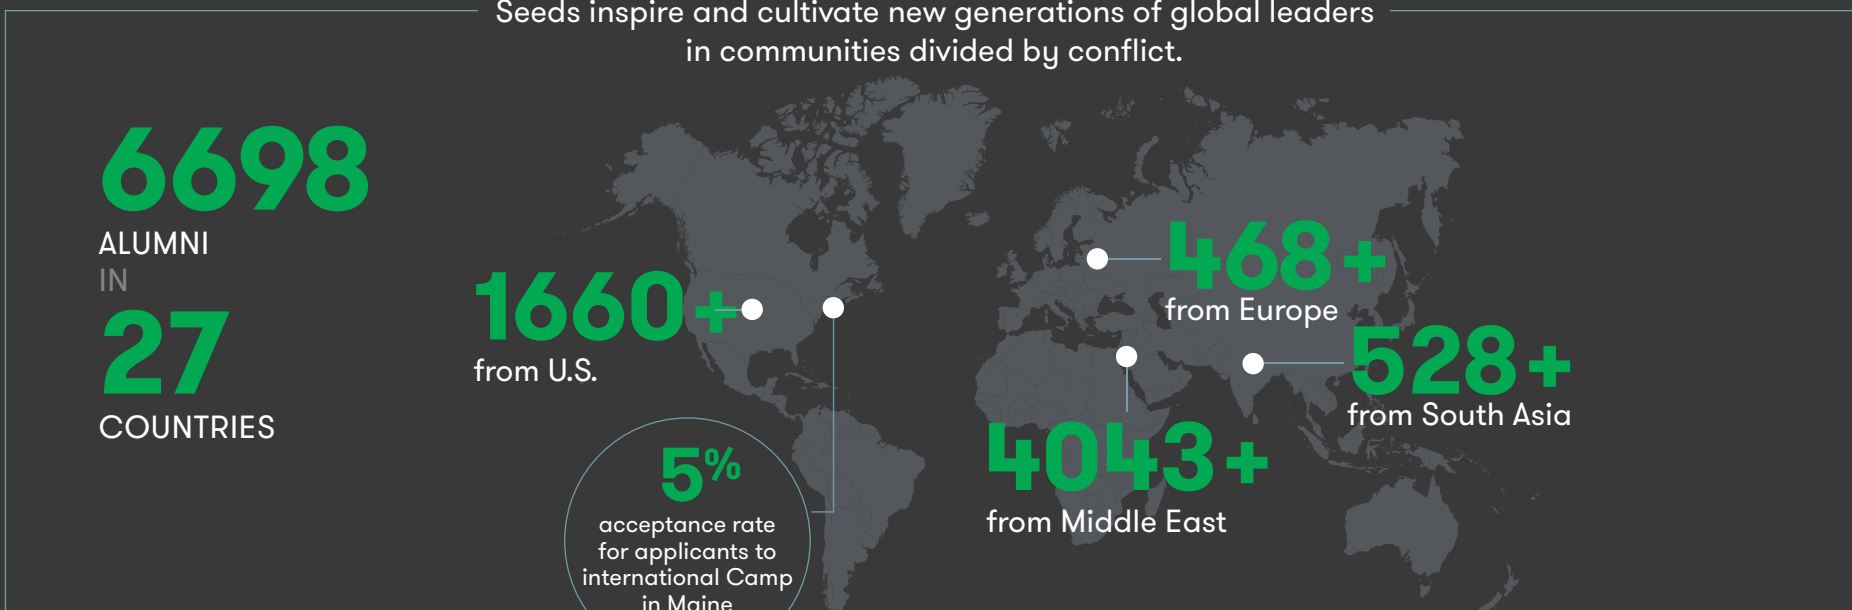 Seeds inspire and cultivate new generations of global leaders
in communities divided by conflict.
6698
ALUMNI
IN
27
COUNTRIES
1660+
from U.S.
5%
acceptance rate
for applicants to
international Camp
in Maine
468+
from Europe
528+
from South Asia
4043+
from Middle East